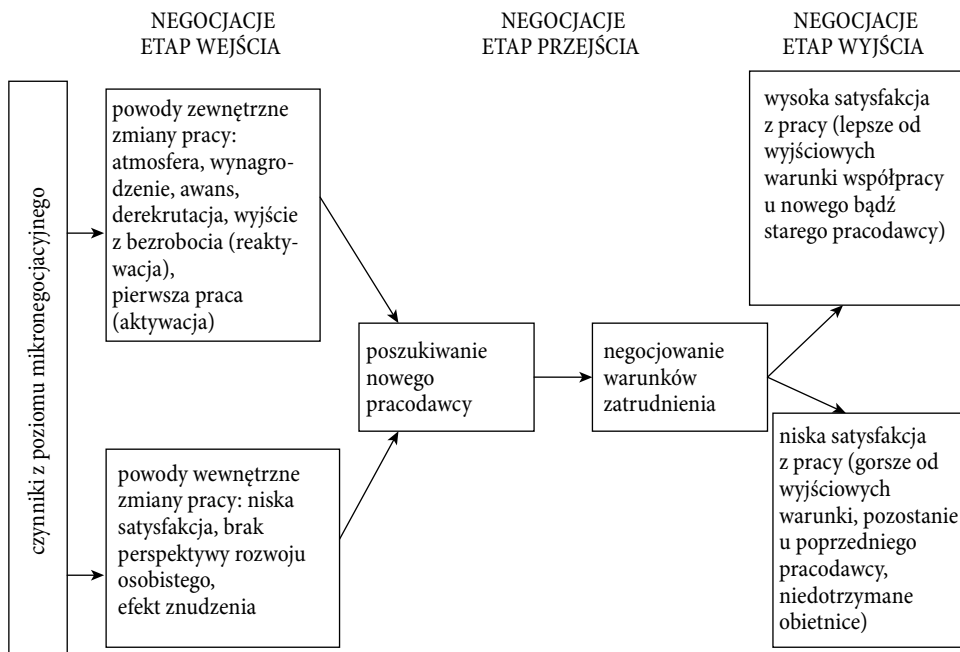 NEGOCJACJE
ETAP WEJŚCIA
NEGOCJACJE
ETAP PRZEJŚCIA
NEGOCJACJE
ETAP WYJŚCIA
czynniki z poziomu mikronegocjacyjnego
powody zewnętrzne
zmiany pracy:
atmosfera, wynagro-
dzenie, awans,
derekrutacja, wyjście
z bezrobocia (reakty-
wacja),
pierwsza praca
(aktywacja)
powody wewnętrzne
zmiany pracy: niska
satysfakcja, brak
perspektywy rozwoju
osobistego,
efekt znudzenia
poszukiwanie
nowego
pracodawcy
negocjowanie
warunków
zatrudnienia
wysoka satysfakcja
z pracy (lepsze od
wyjściowych
warunki współpracy
u nowego bądź
starego pracodawcy)
niska satysfakcja
z pracy (gorsze od
wyjściowych
warunki, pozostanie
u poprzedniego
pracodawcy,
niedotrzymane
obietnice)